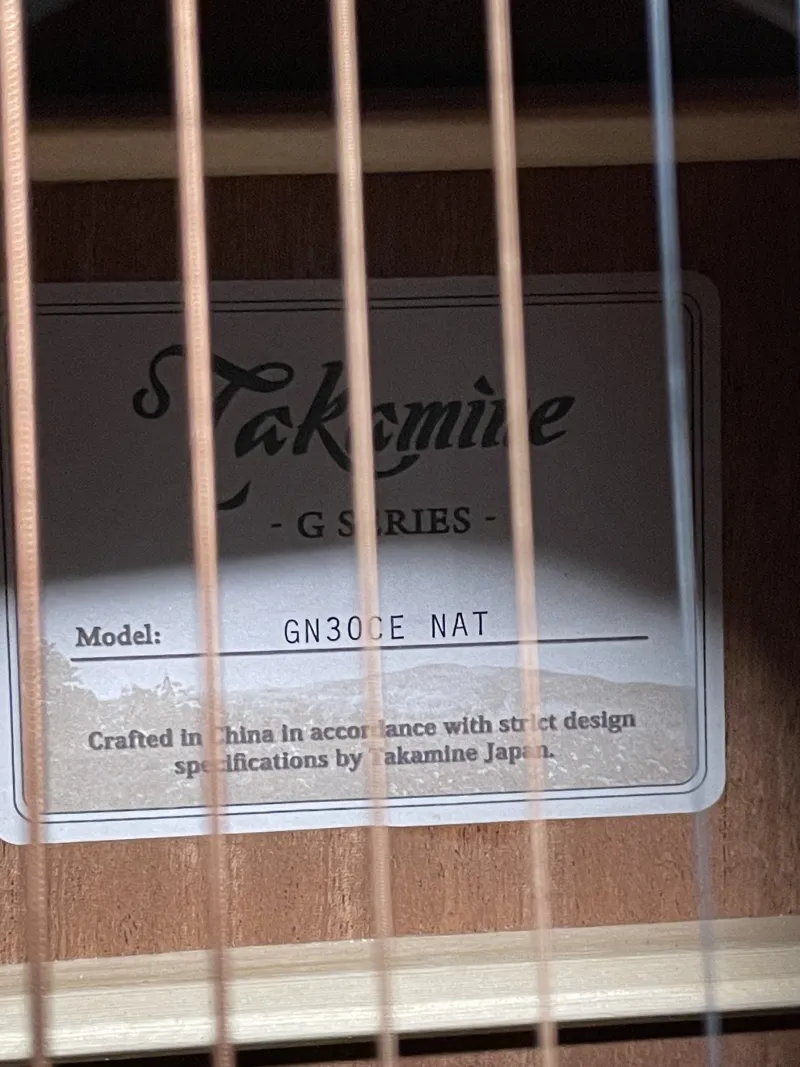 Takamine
- G SERIES -
Model: GN30CE NAT
Crafted in China in accordance with strict design
specifications by Takamine Japan.